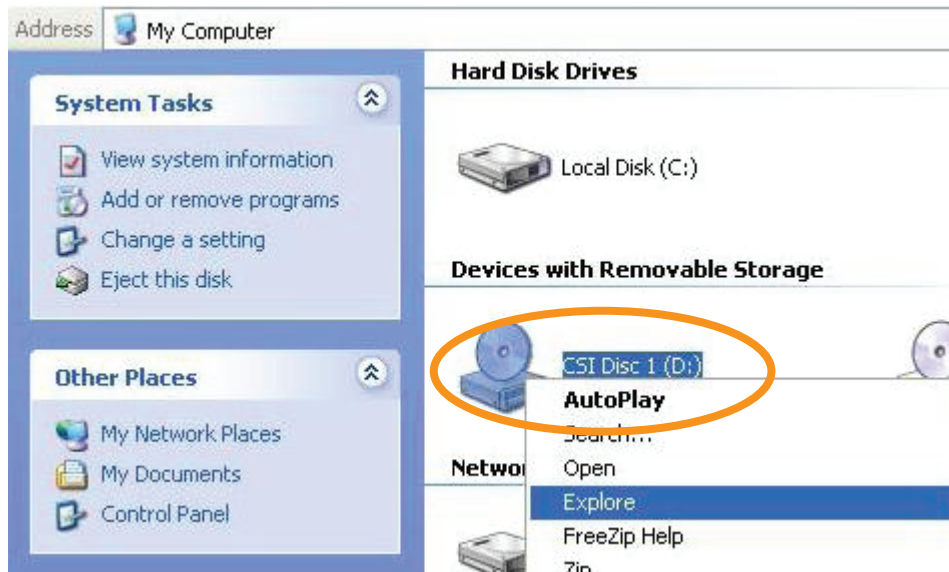 Address My Computer
System Tasks
View system information
Add or remove programs
Change a setting
Eject this disk
Other Places
My Network Places
My Documents
Control Panel
Hard Disk Drives
Local Disk (C:)
Devices with Removable Storage
CSI Disc 1 (D:)
AutoPlay
Search...
Open
Explore
FreeZip Help
Zip